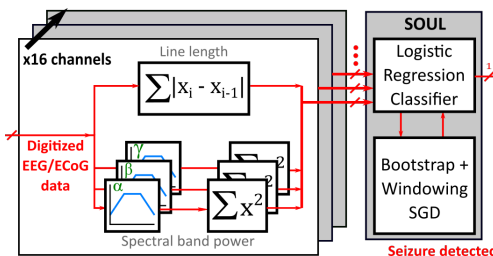 x16 channels
Line length
∑|xᵢ - xᵢ₋₁|
Digitized
EEG/ECoG
data
γ
β
α
∑x²
Spectral band power
SOUL
Logistic
Regression
Classifier
1
Bootstrap +
Windowing
SGD
Seizure detected